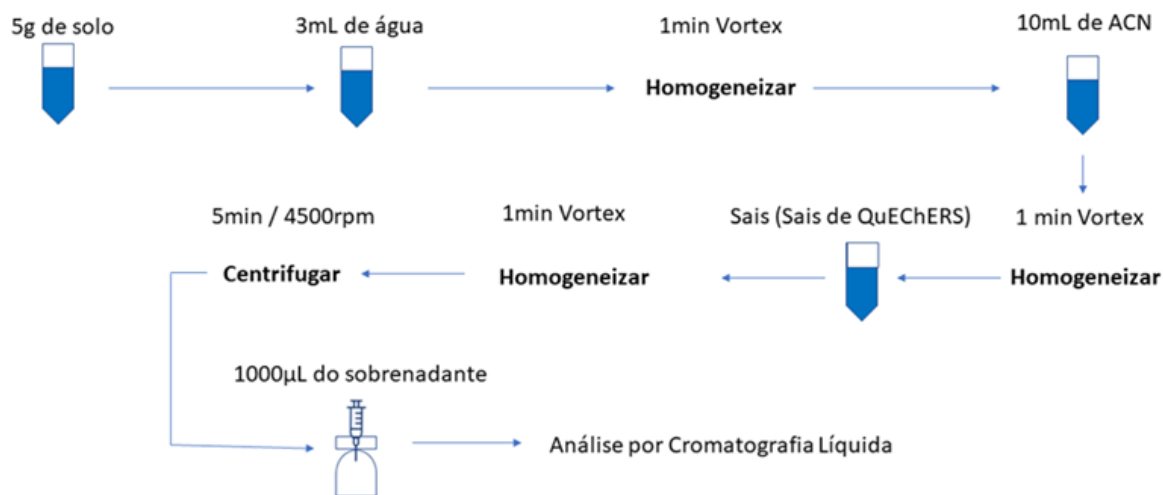 5g de solo
3mL de água
1min Vortex
10mL de ACN
Homogeneizar
5min / 4500rpm
1min Vortex
Sais (Sais de QuEChERS)
1 min Vortex
Centrifugar
Homogeneizar
Homogeneizar
1000µL do sobrenadante
Análise por Cromatografia Líquida